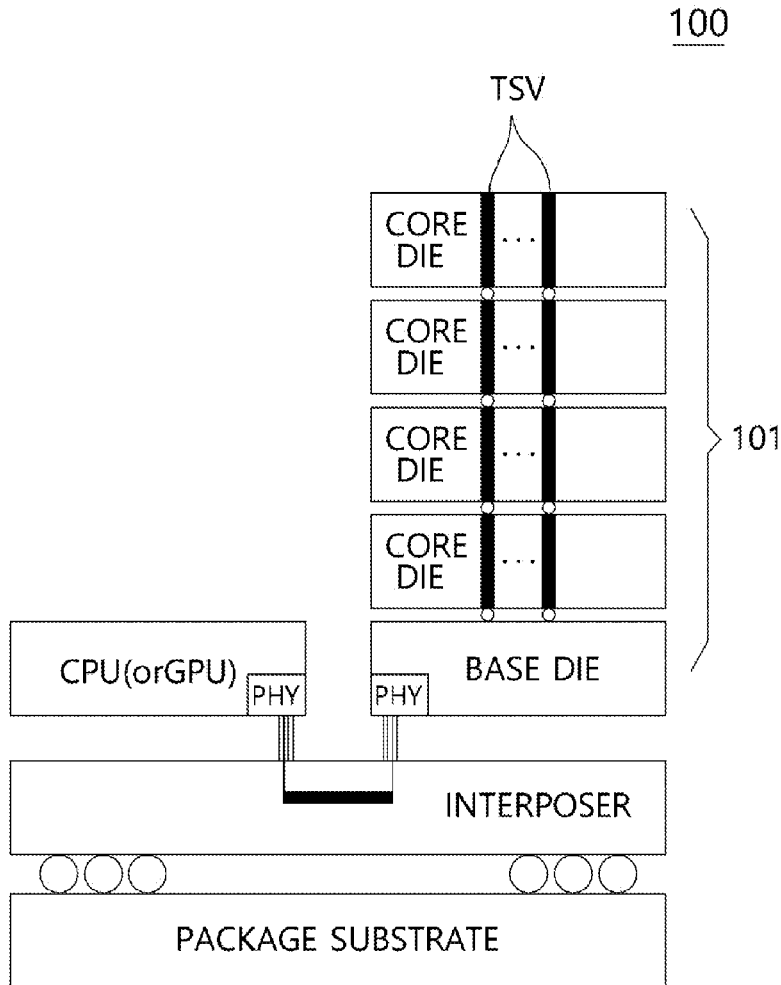 100
TSV
CORE
DIE
...
CORE
DIE
...
CORE
DIE
...
CORE
DIE
...
101
CPU(orGPU)
PHY
PHY
BASE DIE
INTERPOSER
PACKAGE SUBSTRATE